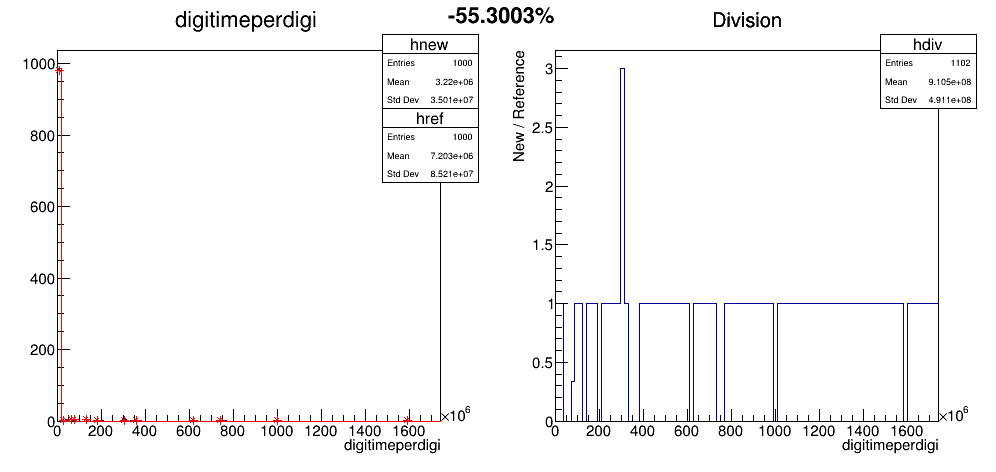 -55.3003%
digitimeperdigi
hnew
Entries 1000
Mean 3.22e+06
Std Dev 3.501e+07
href
Entries 1000
Mean 7.203e+06
Std Dev 8.521e+07
1000
800
600
400
200
0
0 200 400 600 800 1000 1200 1400 1600
×10⁶
digitimeperdigi
Division
hdiv
Entries 1102
Mean 9.105e+08
Std Dev 4.911e+08
New / Reference
3
2.5
2
1.5
1
0.5
0
0 200 400 600 800 1000 1200 1400 1600
×10⁶
digitimeperdigi